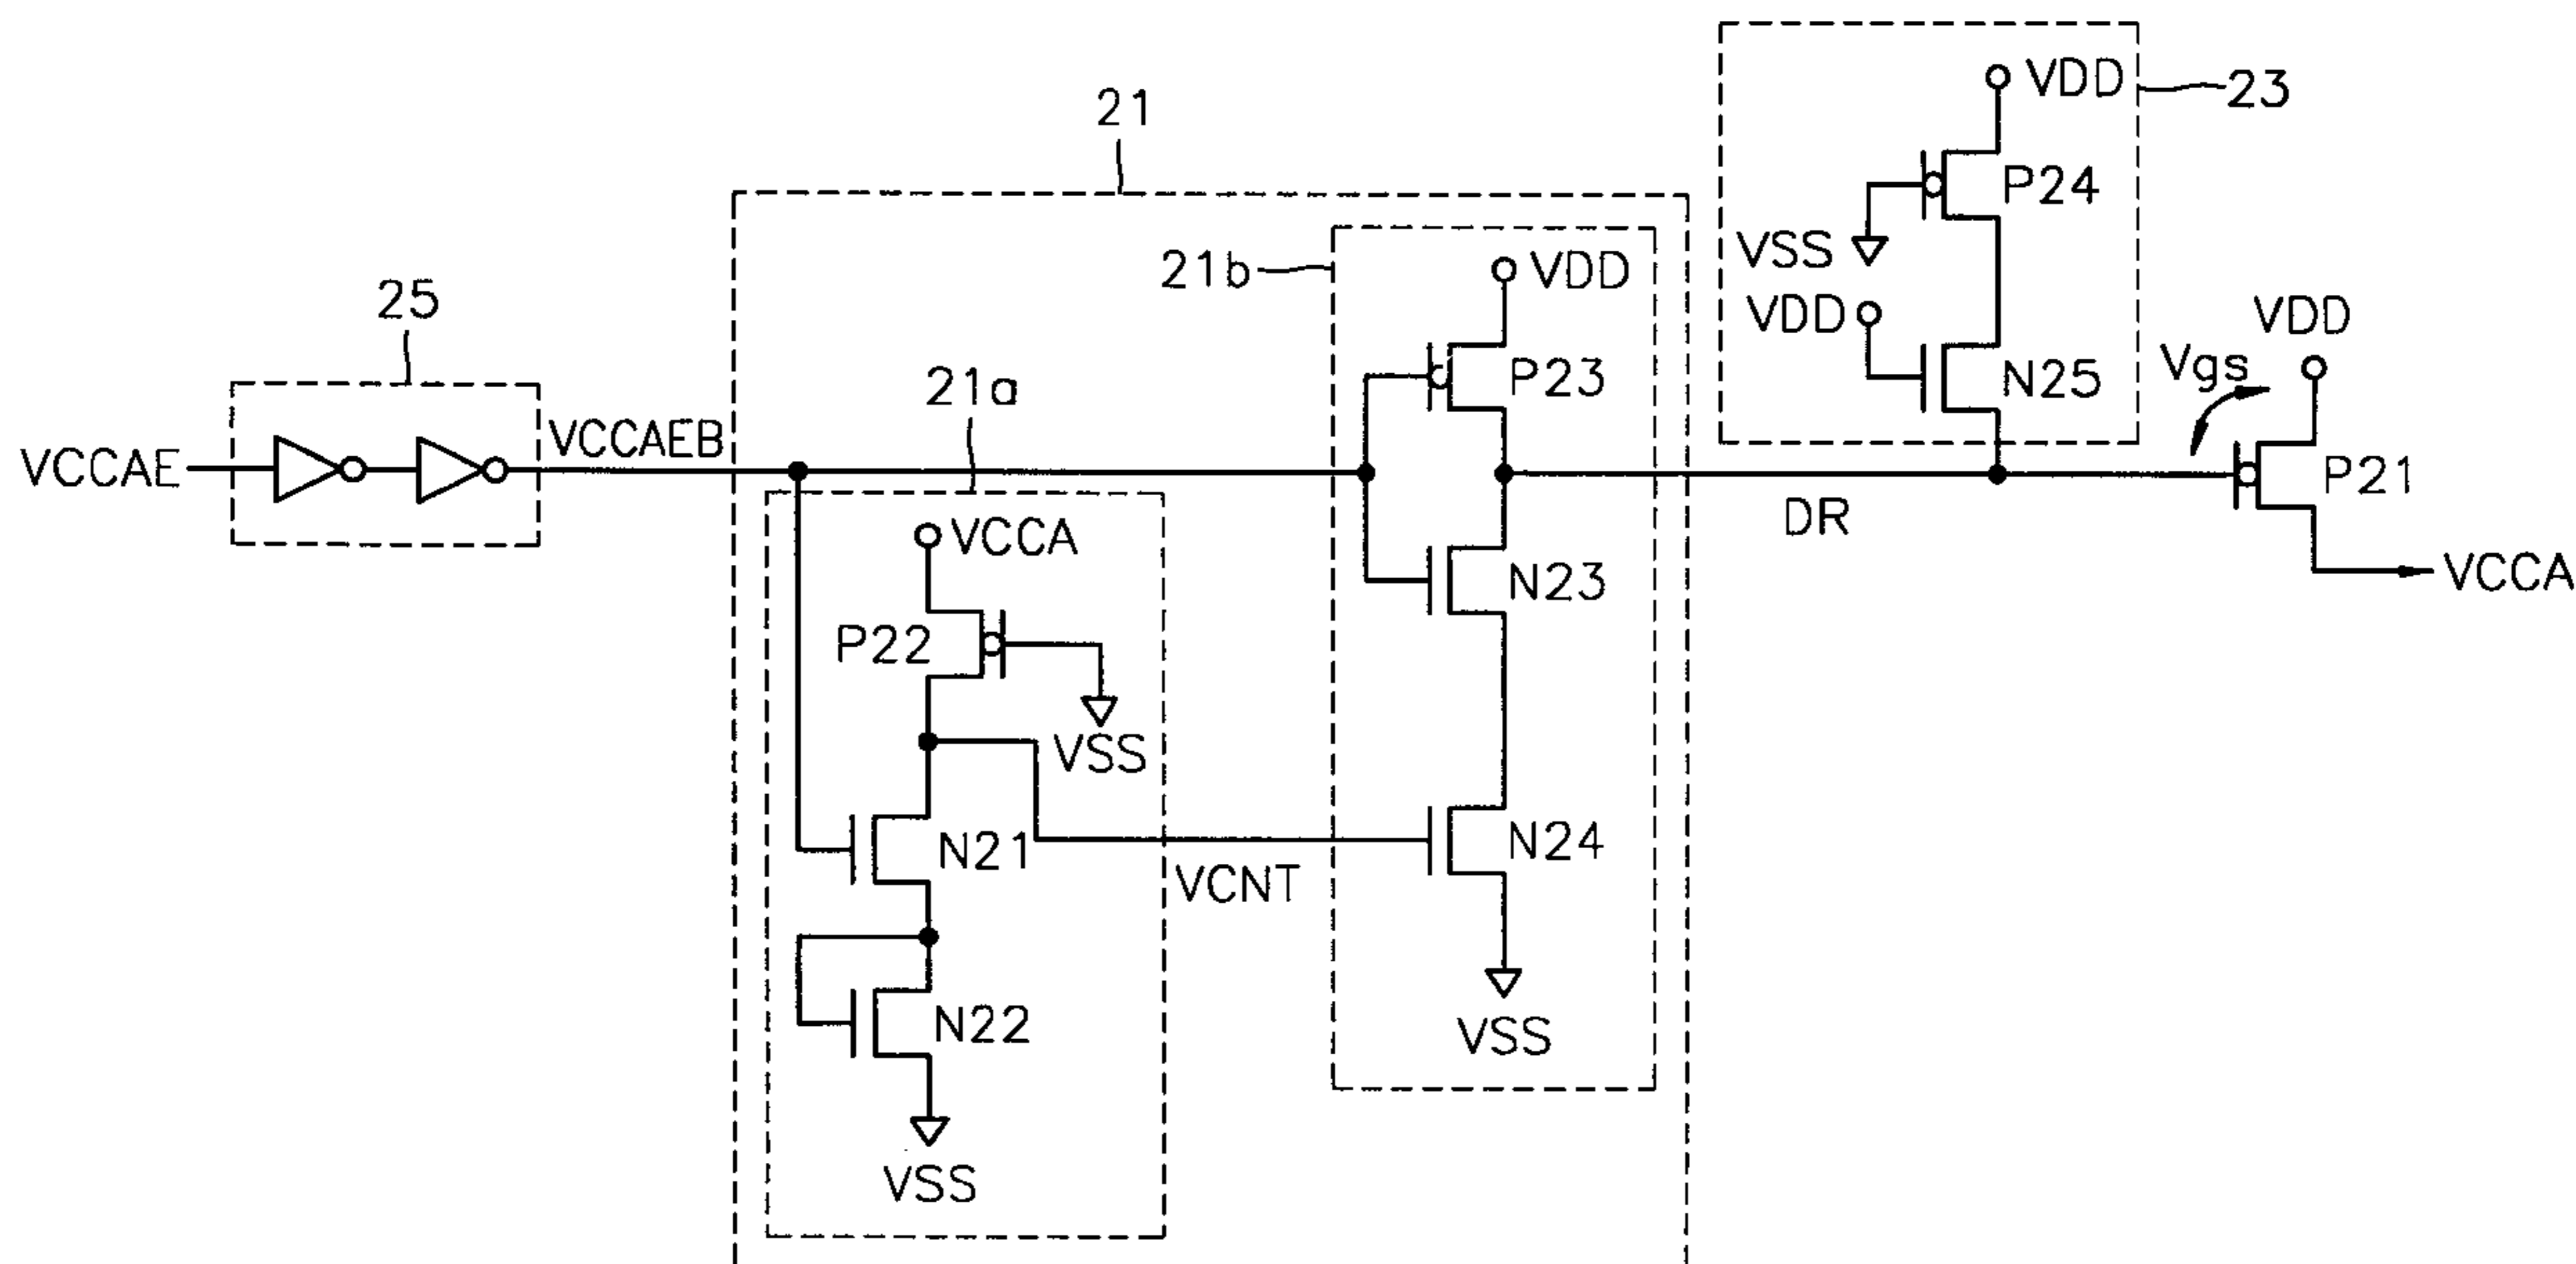 VDD
23
21
P24
VSS
21b
VDD
VDD
25
VDD
P23
N25
Vgs
21a
VCCAEB
VCCAE
P21
VCCA
DR
VCCA
N23
P22
VSS
N21
VCNT
N24
N22
VSS
VSS